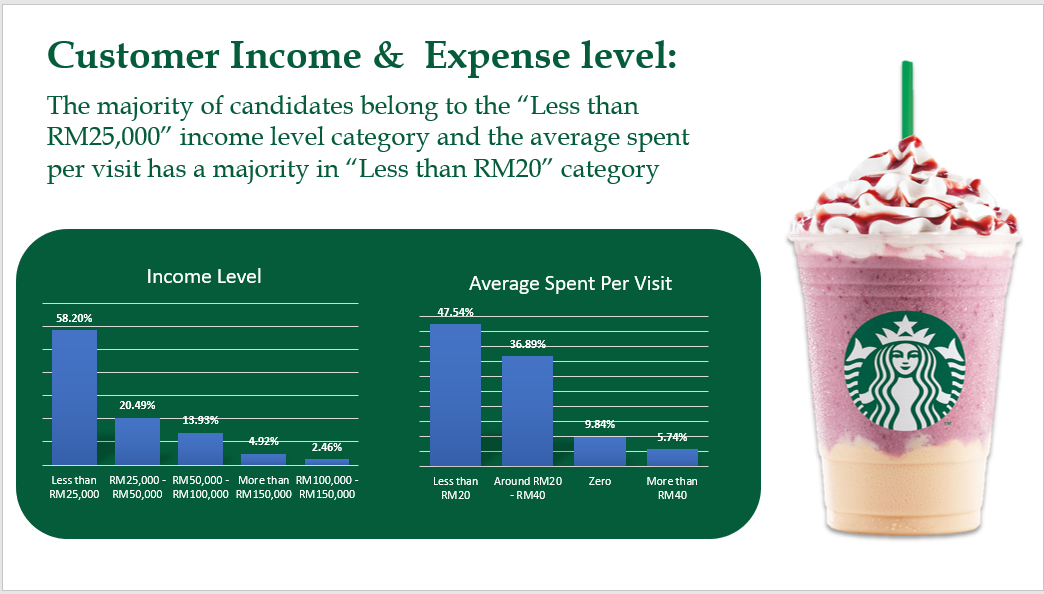 Customer Income &  Expense level:
The majority of candidates belong to the “Less than
RM25,000” income level category and the average spent
per visit has a majority in “Less than RM20” category
Income Level
58.20%
20.49%
13.93%
4.92%
2.46%
Less than RM25,000
RM25,000 - RM50,000
RM50,000 - RM100,000
More than RM150,000
RM100,000 - RM150,000
Average Spent Per Visit
47.54%
36.89%
9.84%
5.74%
Less than RM20
Around RM20 - RM40
Zero
More than RM40
TM